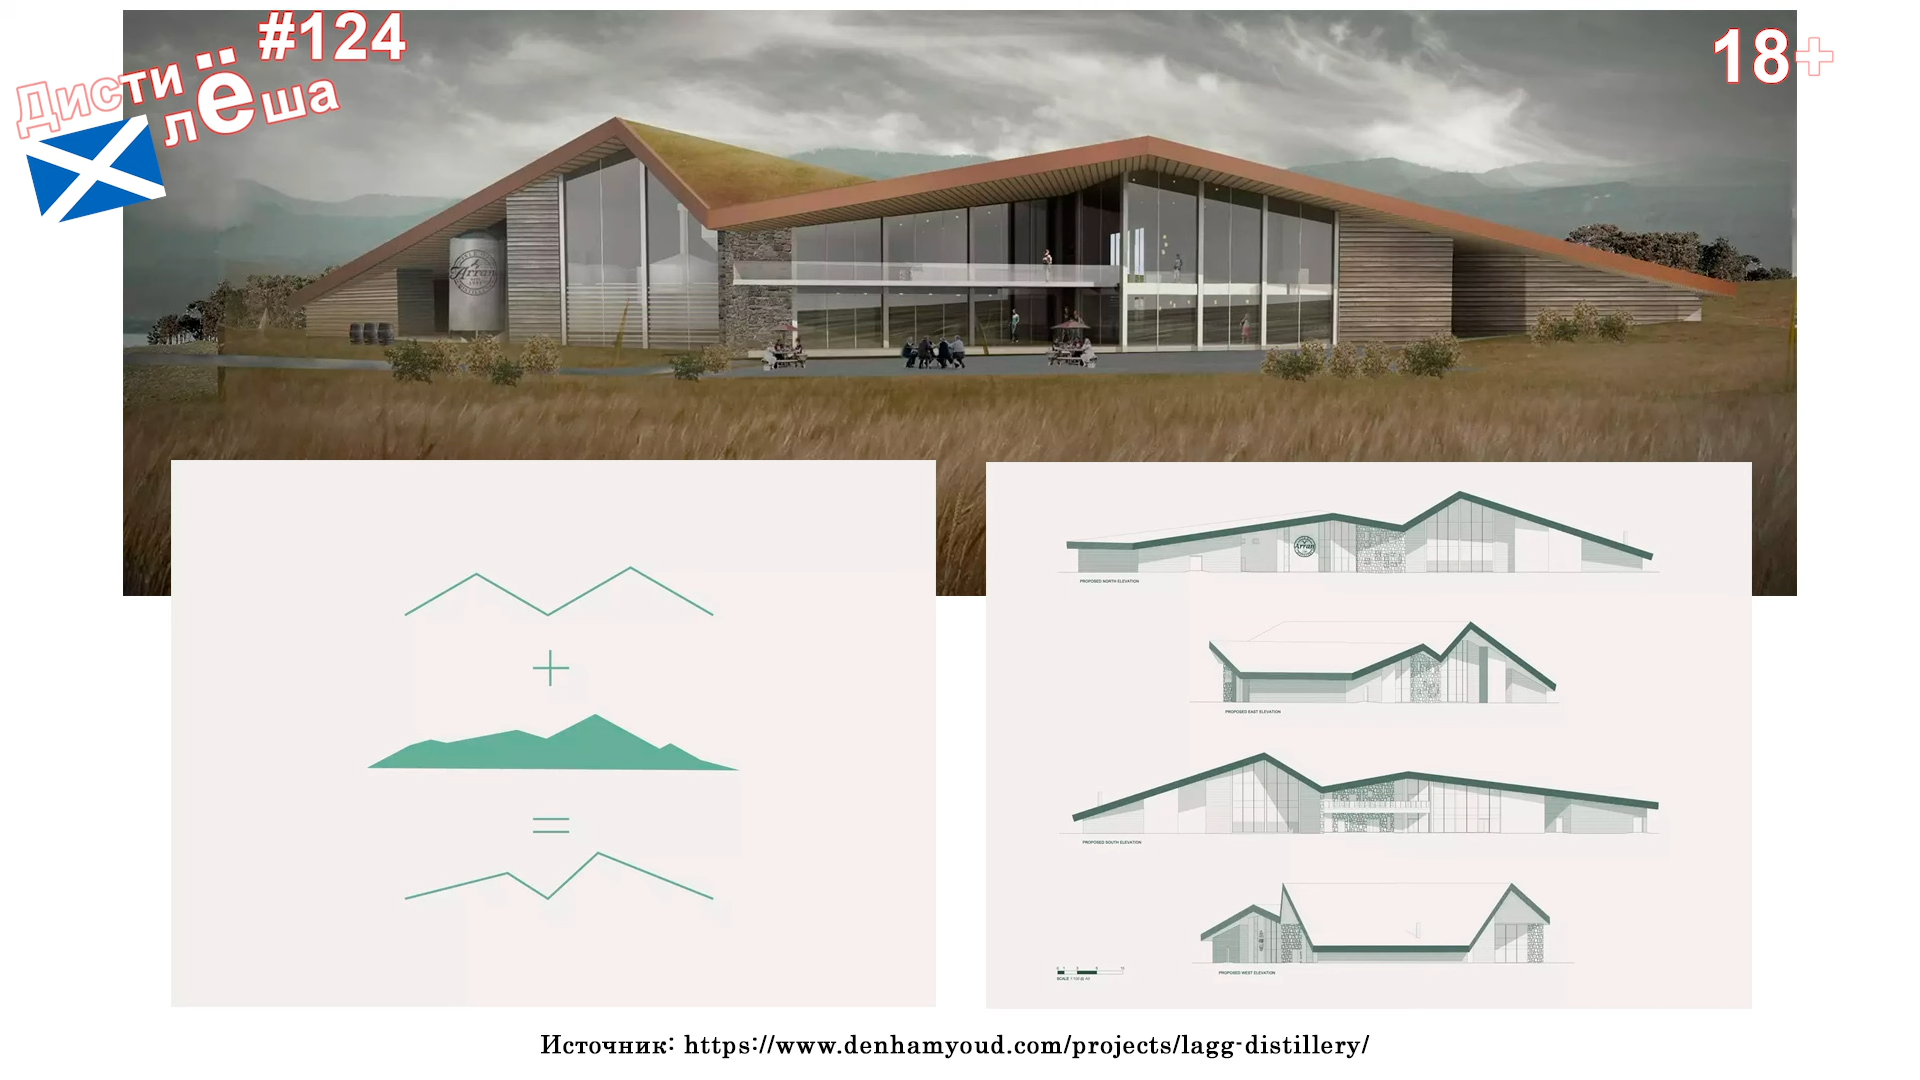 #124
Дисти
лёша
18+
Arran
Arran
PROPOSED NORTH ELEVATION
PROPOSED EAST ELEVATION
PROPOSED SOUTH ELEVATION
PROPOSED WEST ELEVATION
Источник: https://www.denhamyoud.com/projects/lagg-distillery/